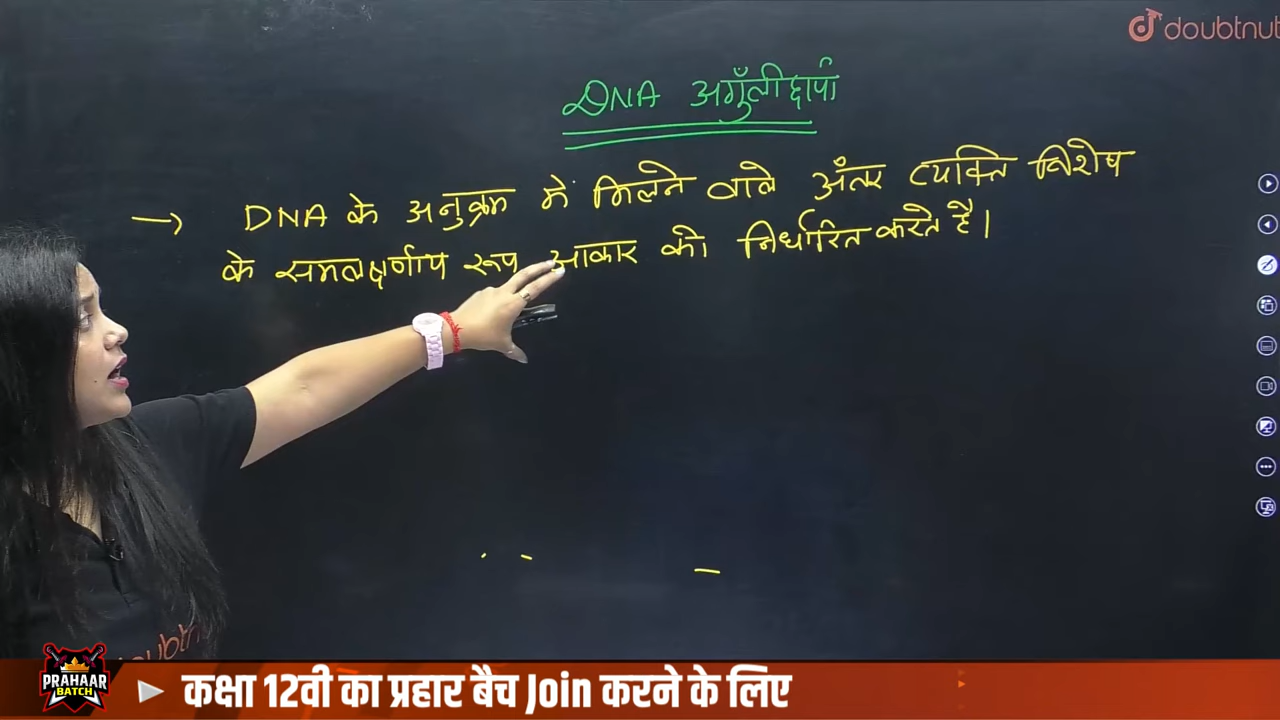 doubtnut
DNA अगुँलीछापी
→ DNA के अनुक्रम में मिलने वाले अंतर व्यक्ति विशेष
के समलक्षणीय रूप आकार को निर्धारित करते है।
doubtnut
PRAHAAR
BATCH
कक्षा 12वी का प्रहार बैच Join करने के लिए